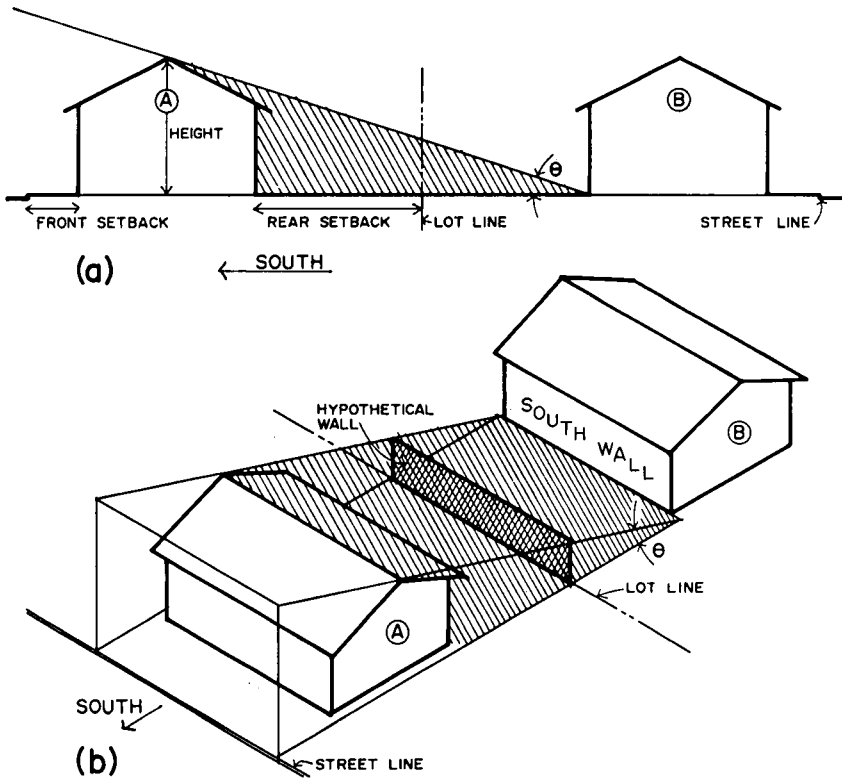 A
HEIGHT
B
θ
FRONT SETBACK
REAR SETBACK
LOT LINE
STREET LINE
(a)
SOUTH
HYPOTHETICAL
WALL
SOUTH WALL
B
θ
LOT LINE
A
SOUTH
(b)
STREET LINE